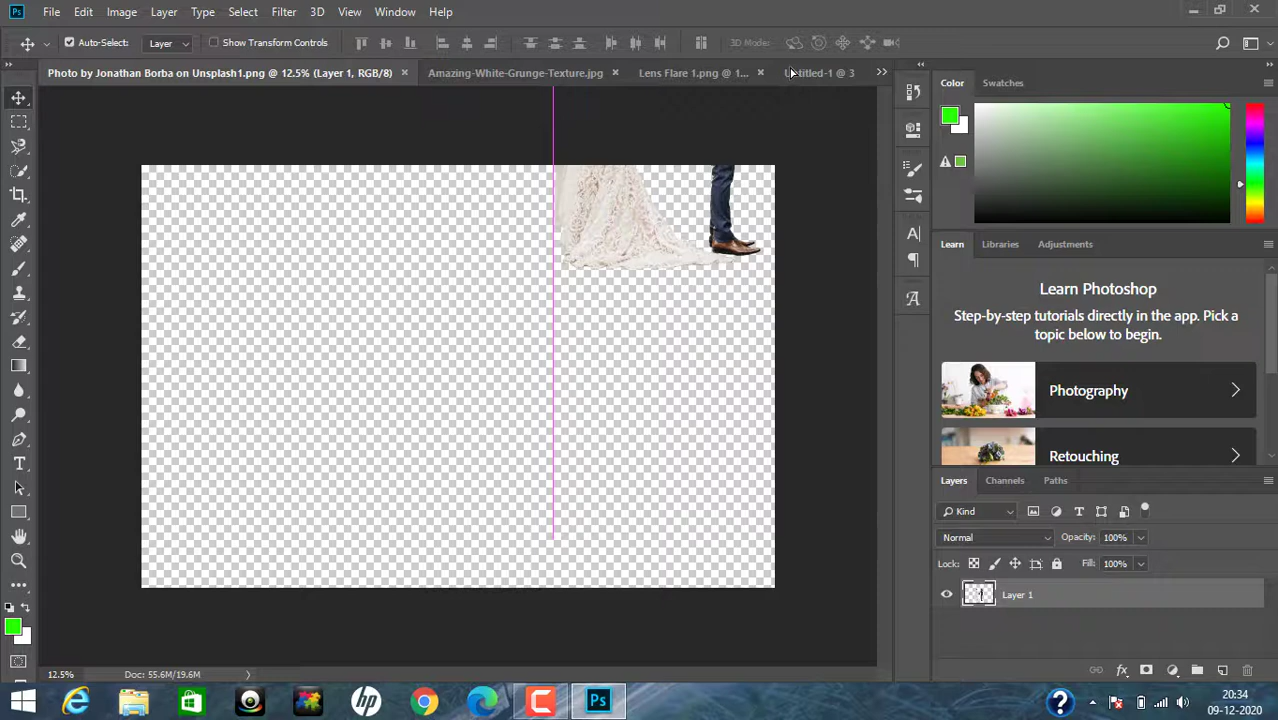 Ps File Edit Image Layer Type Select Filter 3D View Window Help
Auto-Select: Layer Show Transform Controls 3D Mode:
Photo by Jonathan Borba on Unsplash1.png @ 12.5% (Layer 1, RGB/8) × Amazing-White-Grunge-Texture.jpg × Lens Flare 1.png @ 1... × Untitled-1 @ 3
Color Swatches
Learn Libraries Adjustments
Learn Photoshop
Step-by-step tutorials directly in the app. Pick a
topic below to begin.
Photography
Retouching
Layers Channels Paths
Kind
Normal Opacity: 100%
Lock: Fill: 100%
Layer 1
12.5% Doc: 55.6M/19.6M
20:34
09-12-2020